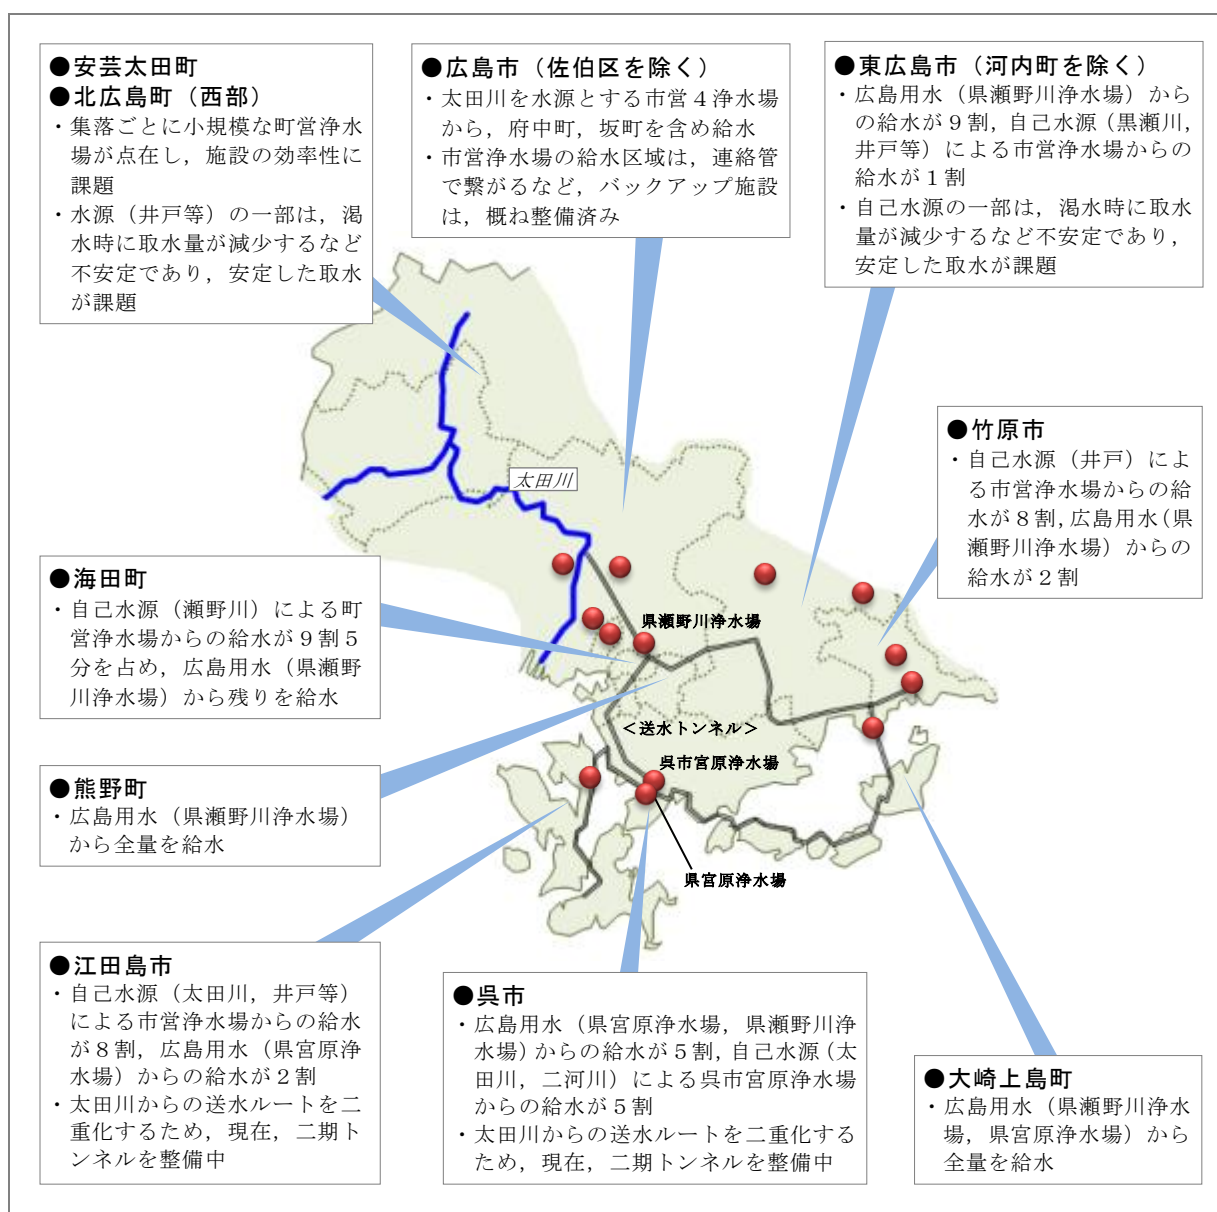 ●安芸太田町
●北広島町（西部）
・集落ごとに小規模な町営浄水
場が点在し，施設の効率性に
課題
・水源（井戸等）の一部は，渇
水時に取水量が減少するなど
不安定であり，安定した取水
が課題
●広島市（佐伯区を除く）
・太田川を水源とする市営４浄水場
から，府中町，坂町を含め給水
・市営浄水場の給水区域は，連絡管
で繋がるなど，バックアップ施設
は，概ね整備済み
●東広島市（河内町を除く）
・広島用水（県瀬野川浄水場）から
の給水が９割，自己水源（黒瀬川，
井戸等）による市営浄水場からの
給水が１割
・自己水源の一部は，渇水時に取水
量が減少するなど不安定であり，
安定した取水が課題
●竹原市
・自己水源（井戸）によ
る市営浄水場からの給
水が８割，広島用水（県
瀬野川浄水場）からの
給水が２割
太田川
●海田町
・自己水源（瀬野川）による町
営浄水場からの給水が９割５
分を占め，広島用水（県瀬野
川浄水場）から残りを給水
県瀬野川浄水場
＜送水トンネル＞
呉市宮原浄水場
県宮原浄水場
●熊野町
・広島用水（県瀬野川浄水場）
から全量を給水
●江田島市
・自己水源（太田川，井戸等）
による市営浄水場からの給水
が８割，広島用水（県宮原浄
水場）からの給水が２割
・太田川からの送水ルートを二
重化するため，現在，二期ト
ンネルを整備中
●呉市
・広島用水（県宮原浄水場，県瀬野川浄
水場）からの給水が５割，自己水源（太
田川，二河川）による呉市宮原浄水場
からの給水が５割
・太田川からの送水ルートを二重化する
ため，現在，二期トンネルを整備中
●大崎上島町
・広島用水（県瀬野川浄水
場，県宮原浄水場）から
全量を給水